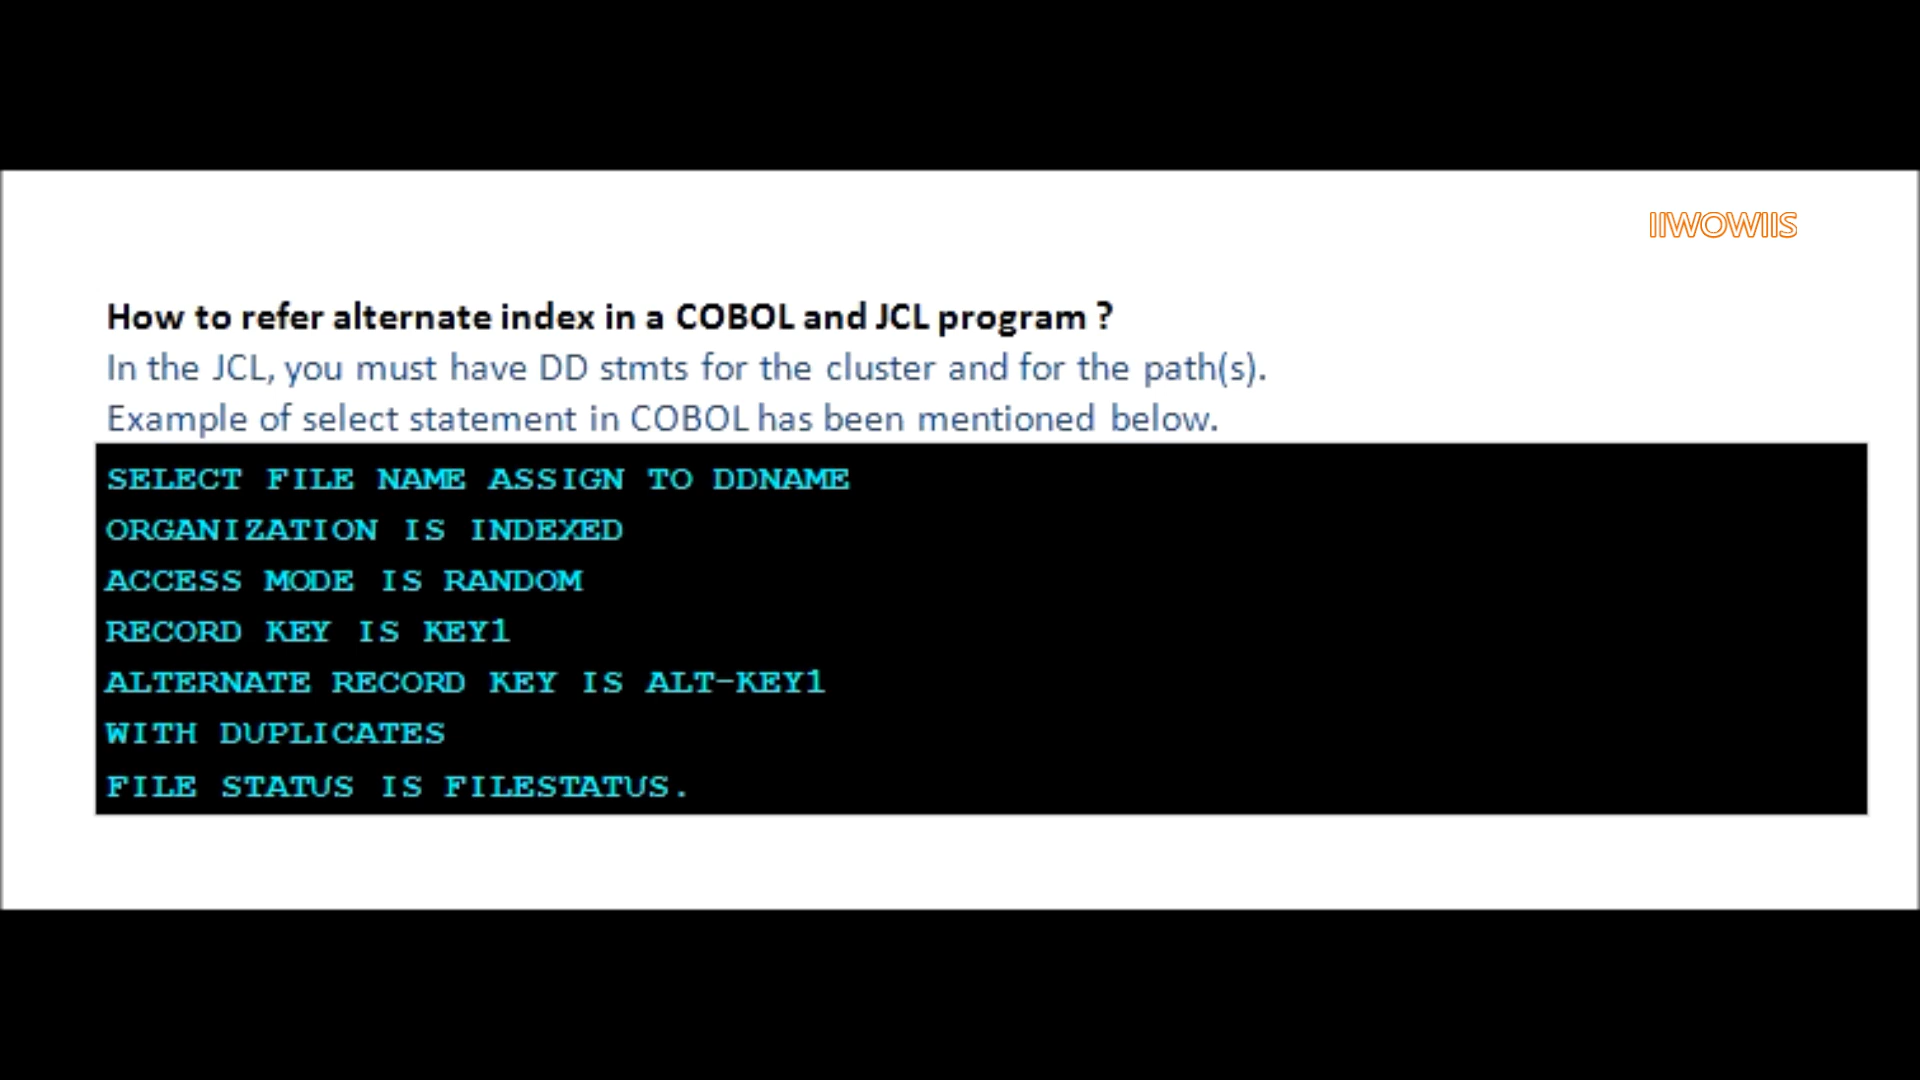 IIWOWIIS
How to refer alternate index in a COBOL and JCL program ?
In the JCL, you must have DD stmts for the cluster and for the path(s).
Example of select statement in COBOL has been mentioned below.
SELECT FILE NAME ASSIGN TO DDNAME
ORGANIZATION IS INDEXED
ACCESS MODE IS RANDOM
RECORD KEY IS KEY1
ALTERNATE RECORD KEY IS ALT-KEY1
WITH DUPLICATES
FILE STATUS IS FILESTATUS.